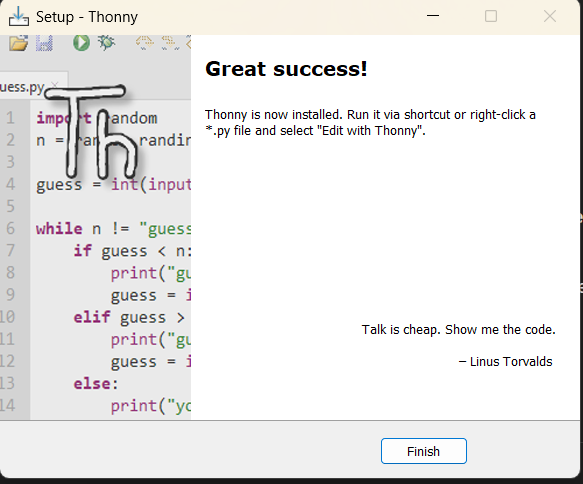 Setup - Thonny
uess.py
Th
Great success!
Thonny is now installed. Run it via shortcut or right-click a
*.py file and select "Edit with Thonny".
1 import random
2 n = randin
3
4 guess = int(input
5
6 while n != "guess
7 if guess < n:
8 print("gu
9 guess = i
10 elif guess >
11 print("gu
12 guess = i
13 else:
14 print("yo
Talk is cheap. Show me the code.
– Linus Torvalds
Finish